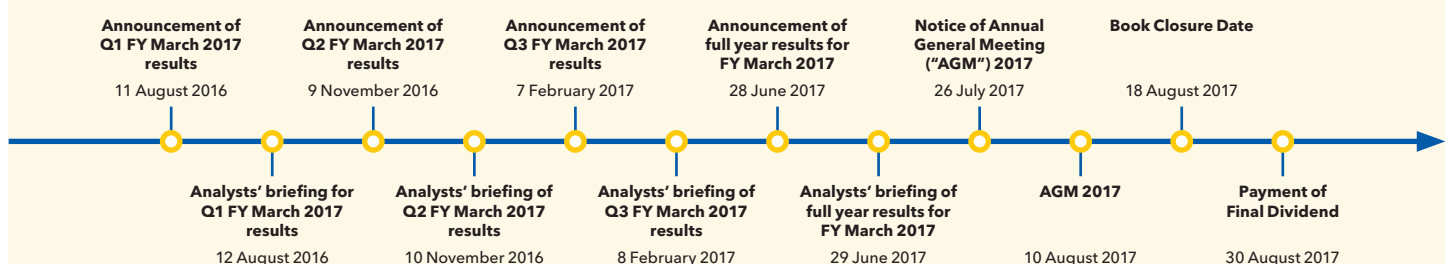 Announcement of
Q1 FY March 2017
results
11 August 2016
Announcement of
Q2 FY March 2017
results
9 November 2016
Announcement of
Q3 FY March 2017
results
7 February 2017
Announcement of
full year results for
FY March 2017
28 June 2017
Notice of Annual
General Meeting
(“AGM”) 2017
26 July 2017
Book Closure Date
18 August 2017
Analysts’ briefing for
Q1 FY March 2017
results
12 August 2016
Analysts’ briefing of
Q2 FY March 2017
results
10 November 2016
Analysts’ briefing of
Q3 FY March 2017
results
8 February 2017
Analysts’ briefing of
full year results for
FY March 2017
29 June 2017
AGM 2017
10 August 2017
Payment of
Final Dividend
30 August 2017